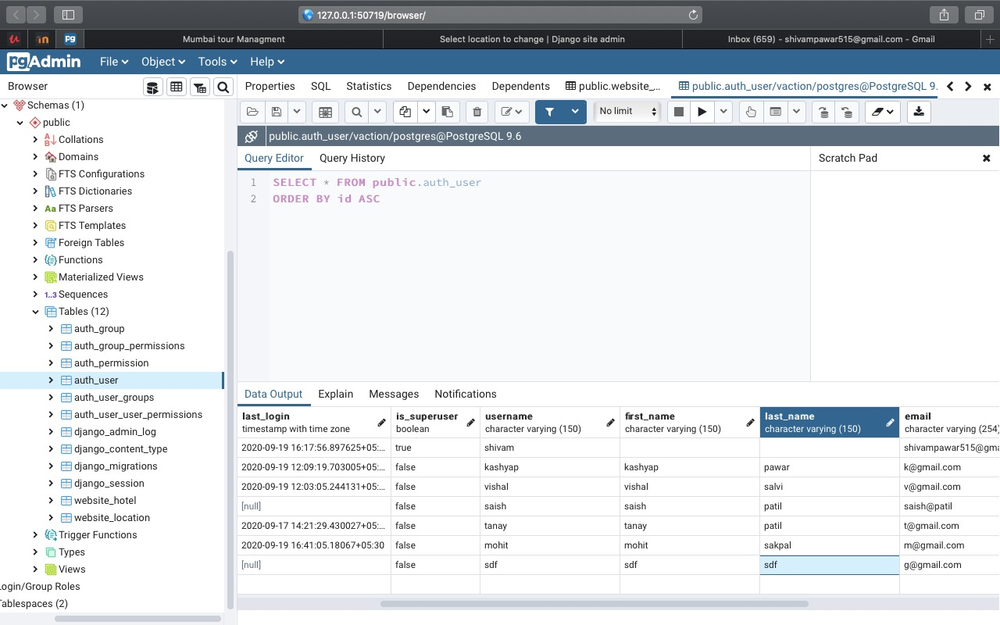 127.0.0.1:50719/browser/
in pg Mumbai tour Managment Select location to change | Django site admin Inbox (659) - shivampawar515@gmail.com - Gmail
pgAdmin File Object Tools Help
Browser Properties SQL Statistics Dependencies Dependents public.website_... public.auth_user/vaction/postgres@PostgreSQL 9.
Schemas (1)
public
Collations
Domains
FTS Configurations
FTS Dictionaries
Aa FTS Parsers
FTS Templates
Foreign Tables
Functions
Materialized Views
1..3 Sequences
Tables (12)
auth_group
auth_group_permissions
auth_permission
auth_user
auth_user_groups
auth_user_user_permissions
django_admin_log
django_content_type
django_migrations
django_session
website_hotel
website_location
Trigger Functions
Types
Views
ogin/Group Roles
ablespaces (2)
No limit
public.auth_user/vaction/postgres@PostgreSQL 9.6
Query Editor Query History Scratch Pad
1 SELECT * FROM public.auth_user
2 ORDER BY id ASC
Data Output Explain Messages Notifications
last_login is_superuser username first_name last_name email
timestamp with time zone boolean character varying (150) character varying (150) character varying (150) character varying (254)
2020-09-19 16:17:56.897625+05:... true shivam shivampawar515@gma
2020-09-19 12:09:19.703005+05:... false kashyap kashyap pawar k@gmail.com
2020-09-19 12:03:05.244131+05:... false vishal vishal salvi v@gmail.com
[null] false saish saish patil saish@patil
2020-09-17 14:21:29.430027+05:... false tanay tanay patil t@gmail.com
2020-09-19 16:41:05.18067+05:30 false mohit mohit sakpal m@gmail.com
[null] false sdf sdf sdf g@gmail.com